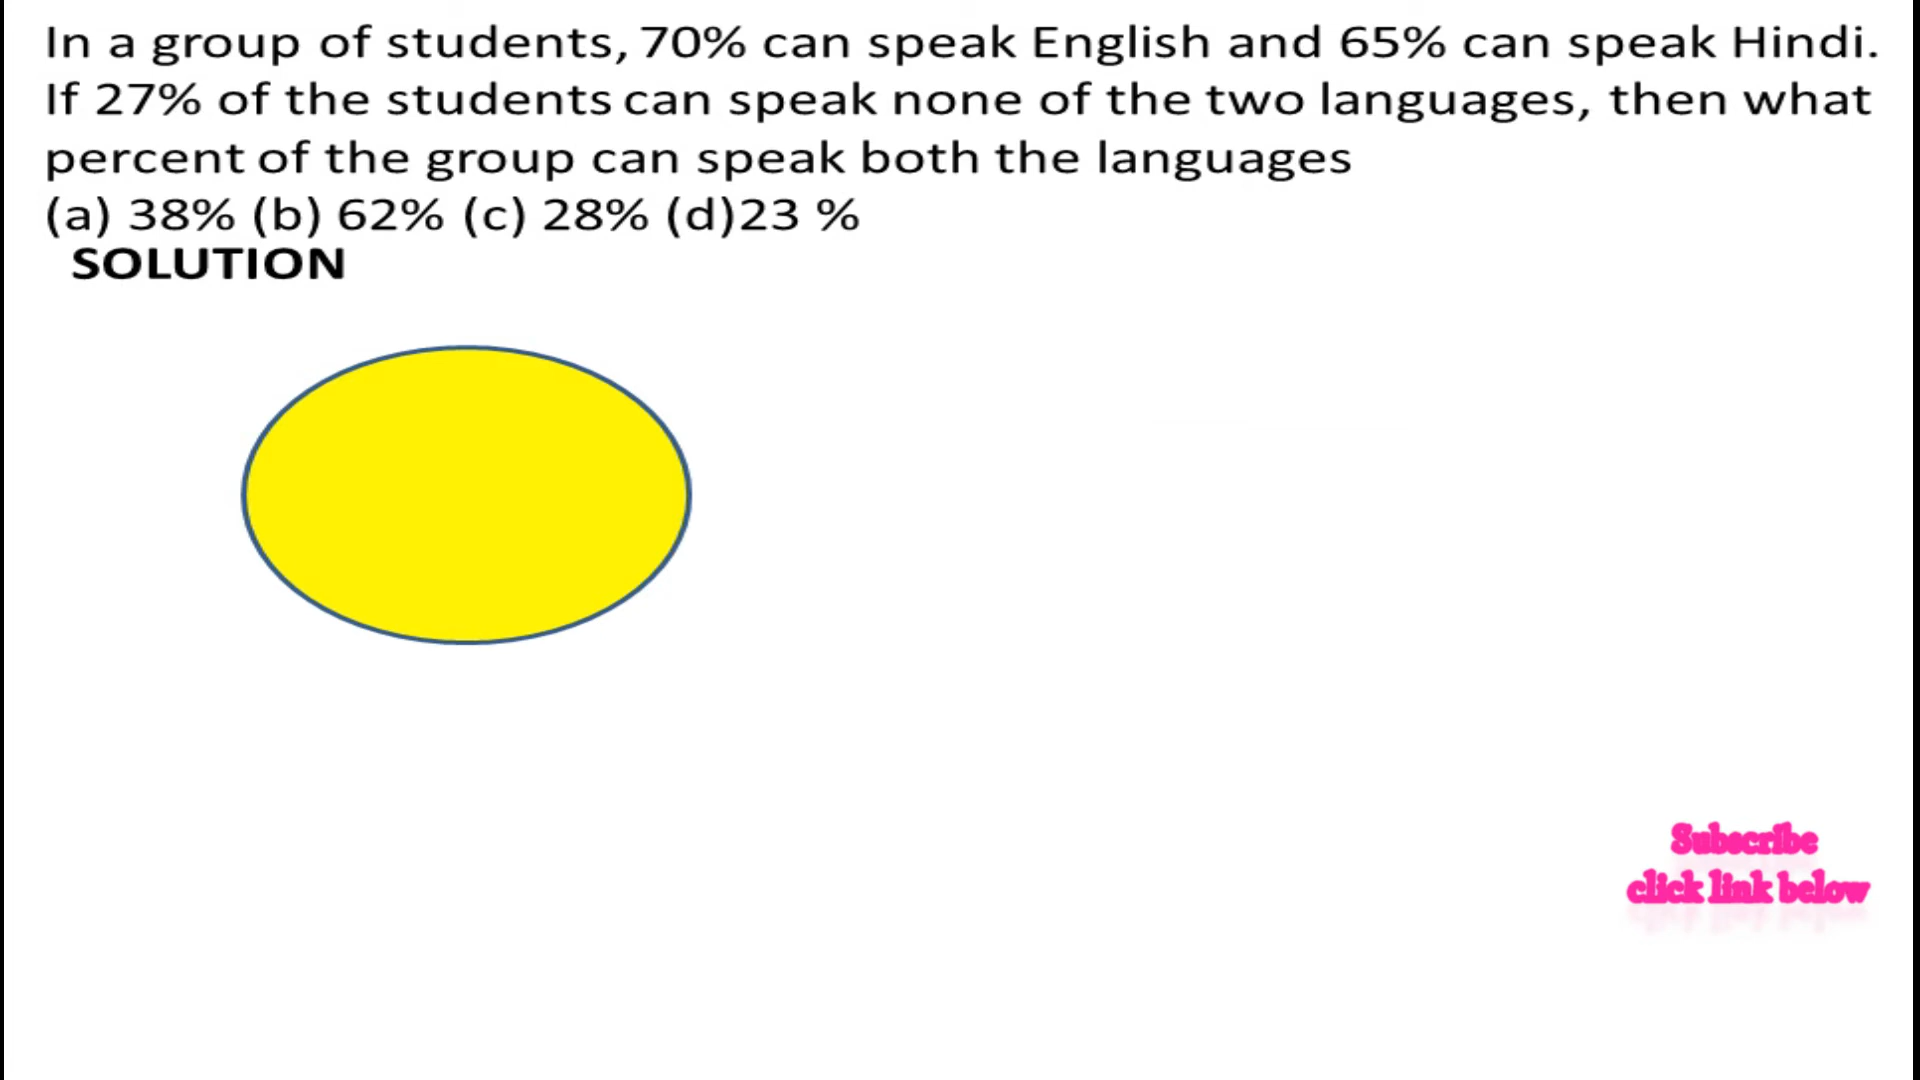 In a group of students, 70% can speak English and 65% can speak Hindi.
If 27% of the students can speak none of the two languages, then what
percent of the group can speak both the languages
(a) 38% (b) 62% (c) 28% (d)23 %
SOLUTION
Subscribe
click link below